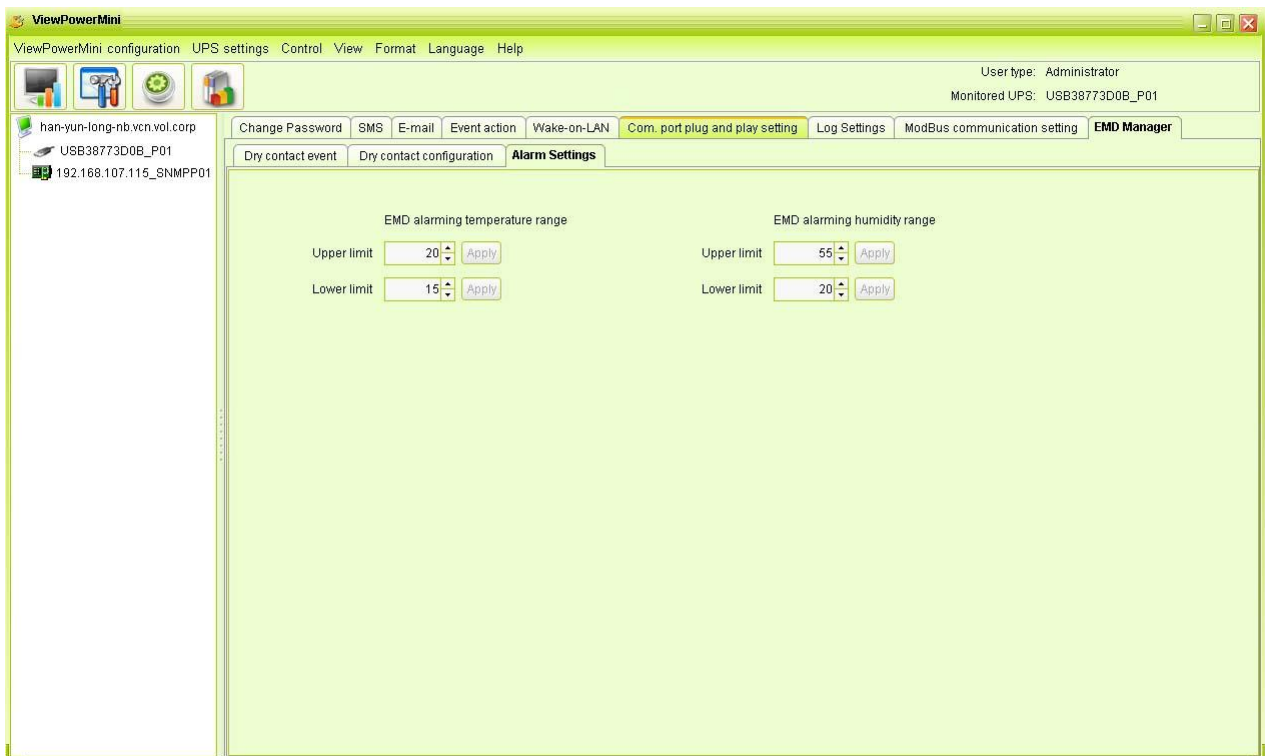 ViewPowerMini
ViewPowerMini configuration UPS settings Control View Format Language Help
User type: Administrator
Monitored UPS: USB38773D0B_P01
han-yun-long-nb.vcn.vol.corp
USB38773D0B_P01
192.168.107.115_SNMPP01
Change Password SMS E-mail Event action Wake-on-LAN Com. port plug and play setting Log Settings ModBus communication setting EMD Manager
Dry contact event Dry contact configuration Alarm Settings
EMD alarming temperature range EMD alarming humidity range
Upper limit 20 Apply Upper limit 55 Apply
Lower limit 15 Apply Lower limit 20 Apply